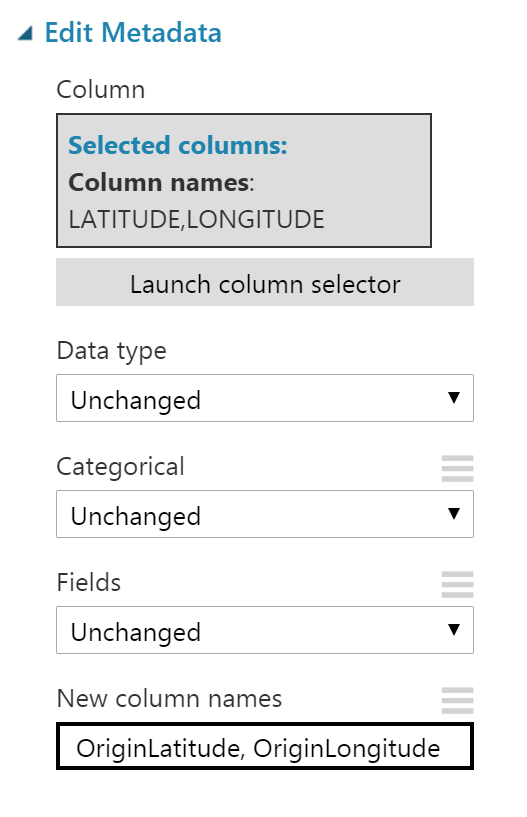 Edit Metadata
Column
Selected columns:
Column names:
LATITUDE,LONGITUDE
Launch column selector
Data type
Unchanged
Categorical
Unchanged
Fields
Unchanged
New column names
OriginLatitude, OriginLongitude